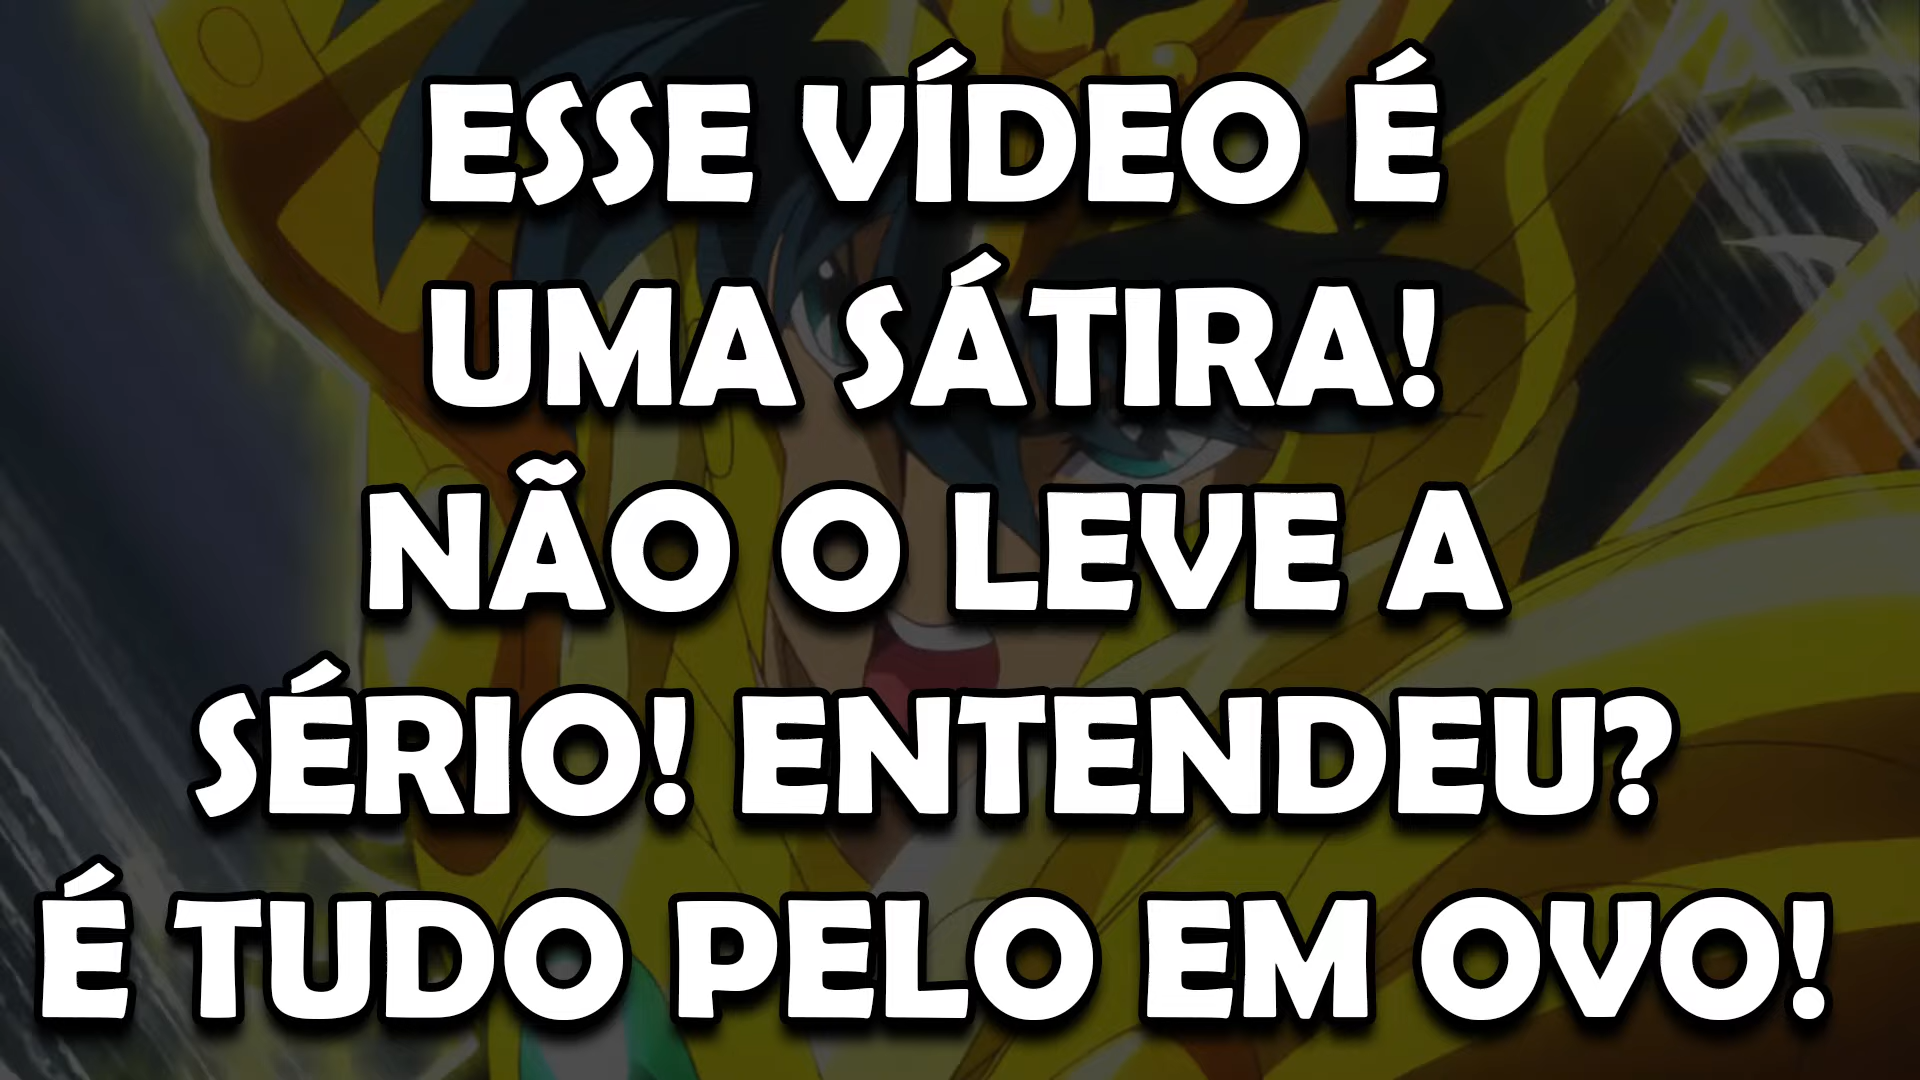 ESSE VÍDEO É
UMA SÁTIRA!
NÃO O LEVE A
SÉRIO! ENTENDEU?
É TUDO PELO EM OVO!